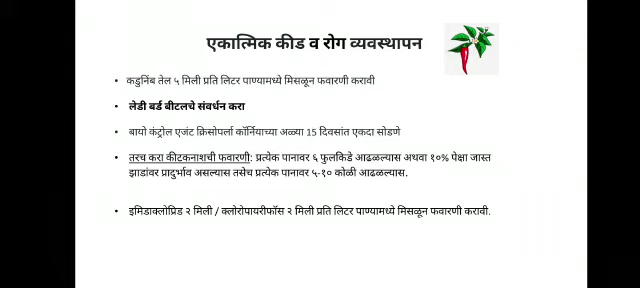 एकात्मिक कीड व रोग व्यवस्थापन
• कडुनिंब तेल ५ मिली प्रति लिटर पाण्यामध्ये मिसळून फवारणी करावी
• लेडी बर्ड बीटलचे संवर्धन करा
• बायो कंट्रोल एजंट क्रिसोपर्ला कॉर्नियाच्या अळ्या 15 दिवसांत एकदा सोडणे
• तरच करा कीटकनाशची फवारणी: प्रत्येक पानावर ६ फुलकिडे आढळल्यास अथवा १०% पेक्षा जास्त
झाडांवर प्रादुर्भाव असल्यास तसेच प्रत्येक पानावर ५-१० कोळी आढळल्यास.
• इमिडाक्लोप्रिड २ मिली / क्लोरोपायरीफॉस २ मिली प्रति लिटर पाण्यामध्ये मिसळून फवारणी करावी.